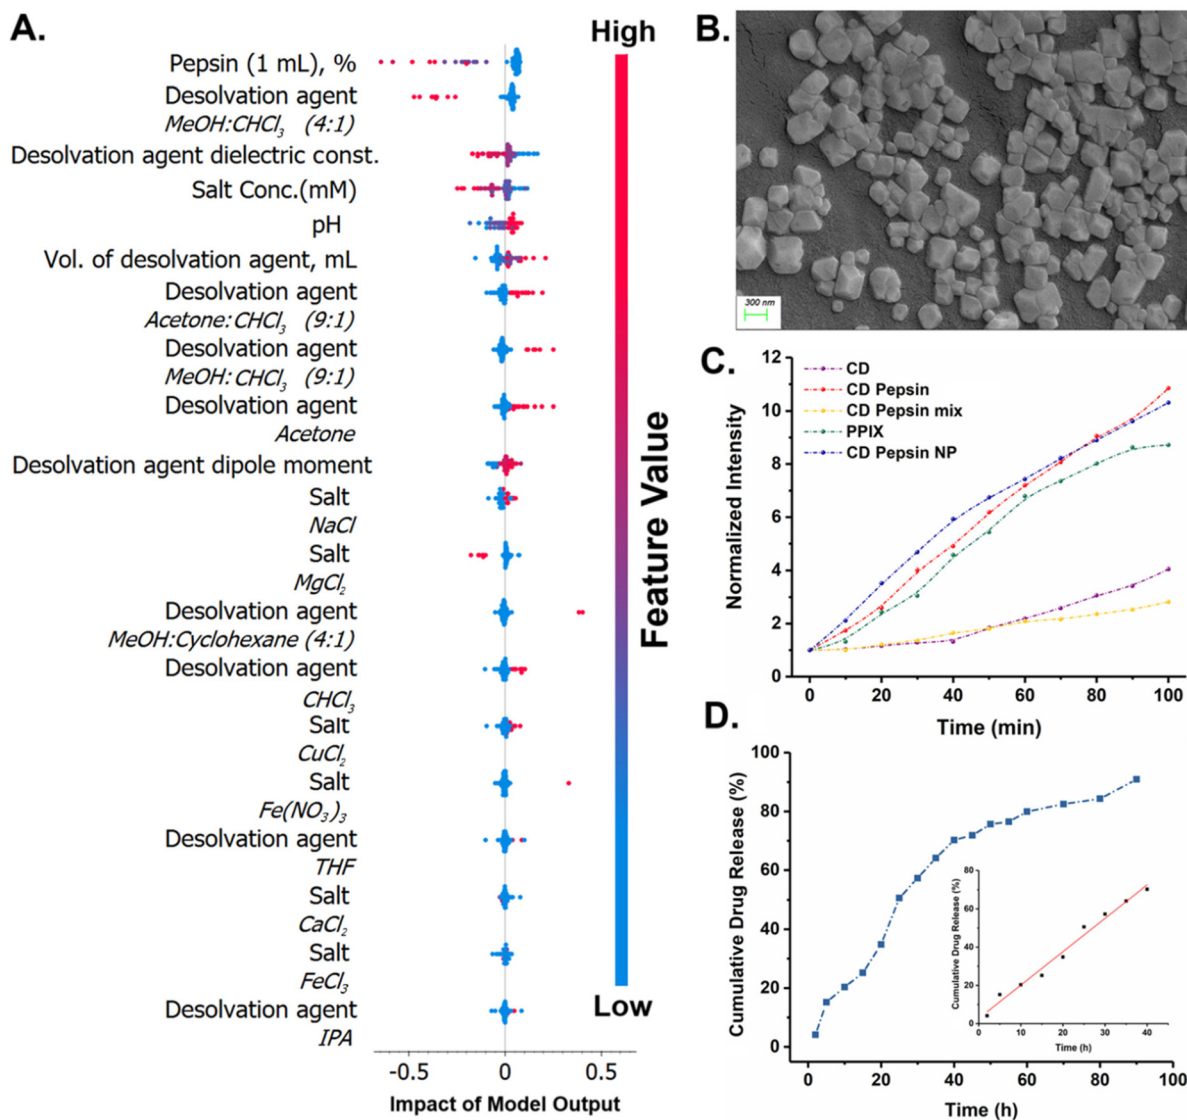 A.
High
Pepsin (1 mL), %
Desolvation agent
MeOH:CHCl₃ (4:1)
Desolvation agent dielectric const.
Salt Conc.(mM)
pH
Vol. of desolvation agent, mL
Desolvation agent
Acetone:CHCl₃ (9:1)
Desolvation agent
MeOH:CHCl₃ (9:1)
Desolvation agent
Acetone
Desolvation agent dipole moment
Salt
NaCl
Salt
MgCl₂
Desolvation agent
MeOH:Cyclohexane (4:1)
Desolvation agent
CHCl₃
Salt
CuCl₂
Salt
Fe(NO₃)₃
Desolvation agent
THF
Salt
CaCl₂
Salt
FeCl₃
Desolvation agent
IPA
Feature Value
Low
-0.5 0 0.5
Impact of Model Output
B.
300 nm
C.
CD
CD Pepsin
CD Pepsin mix
PPIX
CD Pepsin NP
Normalized Intensity
12
10
8
6
4
2
0
0 20 40 60 80 100
Time (min)
D.
Cumulative Drug Release (%)
100
80
60
40
20
0
0 20 40 60 80 100
Time (h)
Cumulative Drug Release (%)
80
60
40
20
0
0 10 20 30 40
Time (h)